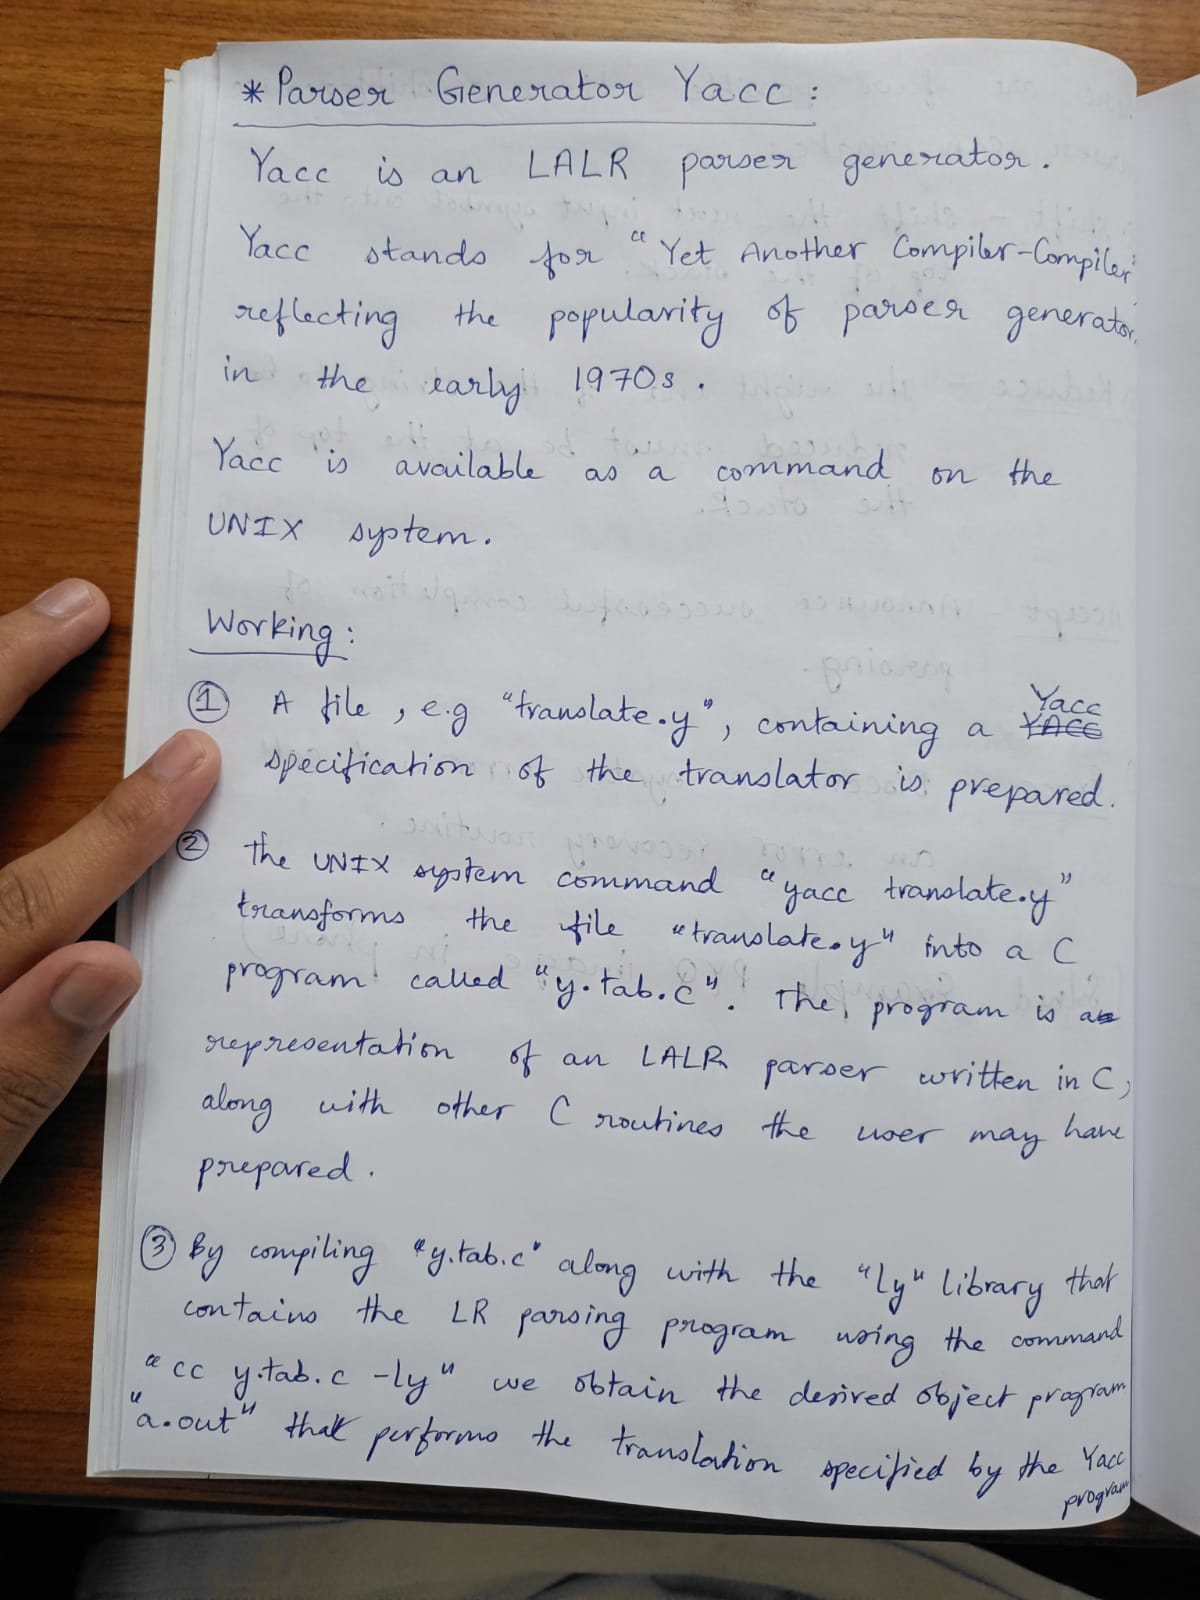 * Parser Generator Yacc :
Yacc is an LALR parser generator.
Yacc stands for "Yet Another Compiler-Compiler"
reflecting the popularity of parser generator
in the early 1970s.
Yacc is available as a command on the
UNIX system.
Working:
① A file, e.g "translate.y", containing a Yacc
specification of the translator is prepared.
② The UNIX system command "yacc translate.y"
transforms the file "translate.y" into a C
program called "y.tab.c". The program is a
representation of an LALR parser written in C,
along with other C routines the user may have
prepared.
③ By compiling "y.tab.c" along with the "ly" library that
contains the LR parsing program using the command
"cc y.tab.c -ly" we obtain the desired object program
"a.out" that performs the translation specified by the Yacc
program